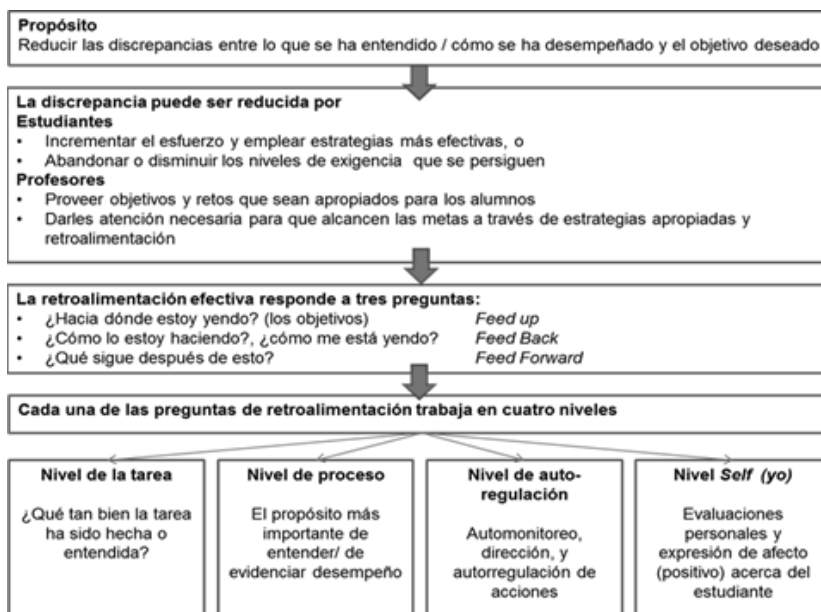 Propósito
Reducir las discrepancias entre lo que se ha entendido / cómo se ha desempeñado y el objetivo deseado
La discrepancia puede ser reducida por
Estudiantes
• Incrementar el esfuerzo y emplear estrategias más efectivas, o
• Abandonar o disminuir los niveles de exigencia que se persiguen
Profesores
• Proveer objetivos y retos que sean apropiados para los alumnos
• Darles atención necesaria para que alcancen las metas a través de estrategias apropiadas y
retroalimentación
La retroalimentación efectiva responde a tres preguntas:
• ¿Hacia dónde estoy yendo? (los objetivos) Feed up
• ¿Cómo lo estoy haciendo?, ¿cómo me está yendo? Feed Back
• ¿Qué sigue después de esto? Feed Forward
Cada una de las preguntas de retroalimentación trabaja en cuatro niveles
Nivel de la tarea
¿Qué tan bien la tarea
ha sido hecha o
entendida?
Nivel de proceso
El propósito más
importante de
entender/ de
evidenciar desempeño
Nivel de auto-
regulación
Automonitoreo,
dirección, y
autorregulación de
acciones
Nivel Self (yo)
Evaluaciones
personales y
expresión de afecto
(positivo) acerca del
estudiante